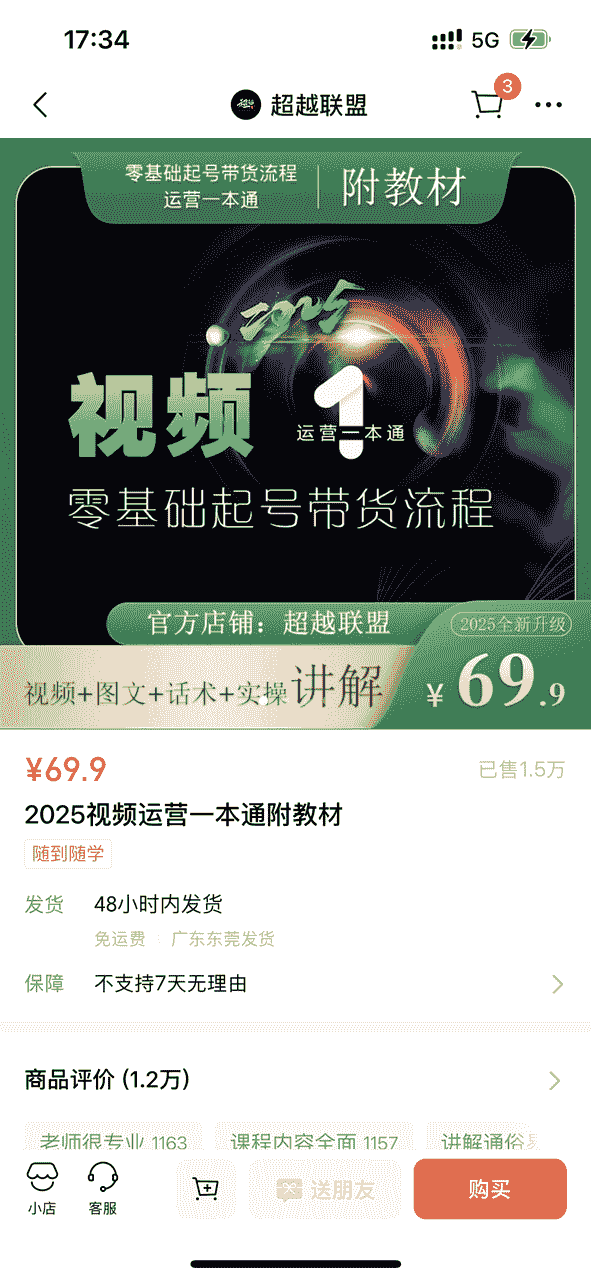 17:34
5G
超越联盟
3
零基础起号带货流程
运营一本通
附教材
2025
视频
1
运营一本通
零基础起号带货流程
官方店铺：超越联盟
2025全新升级
视频+图文+话术+实操讲解
¥69.9
¥69.9
已售1.5万
2025视频运营一本通附教材
随到随学
发货
48小时内发货
免运费
广东东莞发货
保障
不支持7天无理由
商品评价 (1.2万)
老师很专业 1163
课程内容全面 1157
讲解通俗易
小店
客服
送朋友
购买